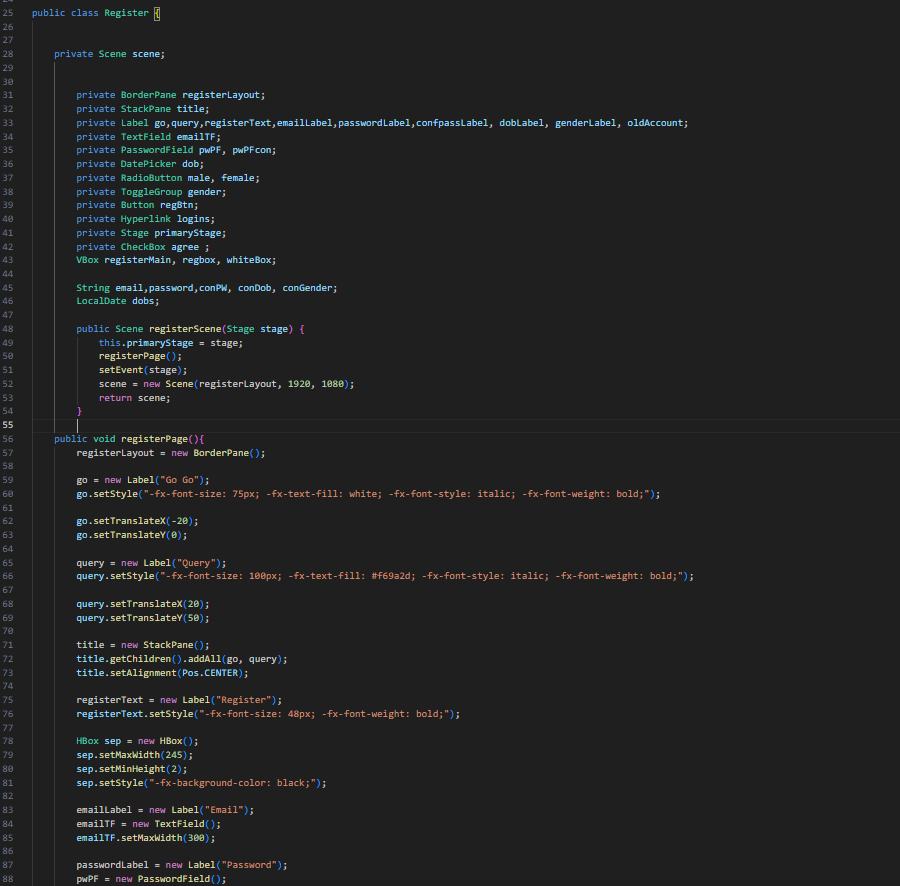 25 public class Register {
26
27
28 private Scene scene;
29
30
31 private BorderPane registerLayout;
32 private StackPane title;
33 private Label go,query,registerText,emailLabel,passwordLabel,confpassLabel, dobLabel, genderLabel, oldAccount;
34 private TextField emailTF;
35 private PasswordField pwPF, pwPFcon;
36 private DatePicker dob;
37 private RadioButton male, female;
38 private ToggleGroup gender;
39 private Button regBtn;
40 private Hyperlink logins;
41 private Stage primaryStage;
42 private CheckBox agree ;
43 VBox registerMain, regbox, whiteBox;
44
45 String email,password,conPW, conDob, conGender;
46 LocalDate dobs;
47
48 public Scene registerScene(Stage stage) {
49 this.primaryStage = stage;
50 registerPage();
51 setEvent(stage);
52 scene = new Scene(registerLayout, 1920, 1080);
53 return scene;
54 }
55
56 public void registerPage(){
57 registerLayout = new BorderPane();
58
59 go = new Label("Go Go");
60 go.setStyle("-fx-font-size: 75px; -fx-text-fill: white; -fx-font-style: italic; -fx-font-weight: bold;");
61
62 go.setTranslateX(-20);
63 go.setTranslateY(0);
64
65 query = new Label("Query");
66 query.setStyle("-fx-font-size: 100px; -fx-text-fill: #f69a2d; -fx-font-style: italic; -fx-font-weight: bold;");
67
68 query.setTranslateX(20);
69 query.setTranslateY(50);
70
71 title = new StackPane();
72 title.getChildren().addAll(go, query);
73 title.setAlignment(Pos.CENTER);
74
75 registerText = new Label("Register");
76 registerText.setStyle("-fx-font-size: 48px; -fx-font-weight: bold;");
77
78 HBox sep = new HBox();
79 sep.setMaxWidth(245);
80 sep.setMinHeight(2);
81 sep.setStyle("-fx-background-color: black;");
82
83 emailLabel = new Label("Email");
84 emailTF = new TextField();
85 emailTF.setMaxWidth(300);
86
87 passwordLabel = new Label("Password");
88 pwPF = new PasswordField();